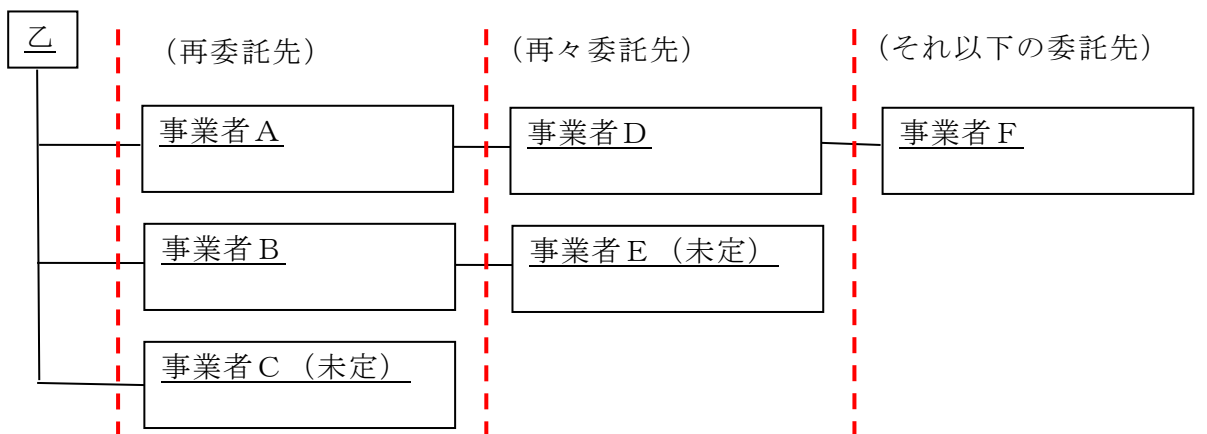 乙
（再委託先）
（再々委託先）
（それ以下の委託先）
事業者A
事業者D
事業者F
事業者B
事業者E（未定）
事業者C（未定）